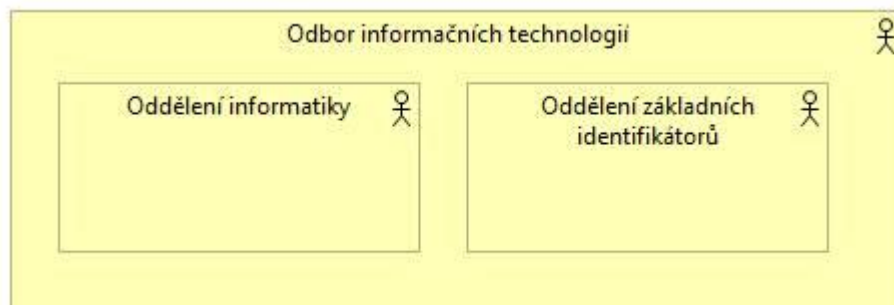 Odbor informačních technologií
Oddělení informatiky
Oddělení základních
identifikátorů